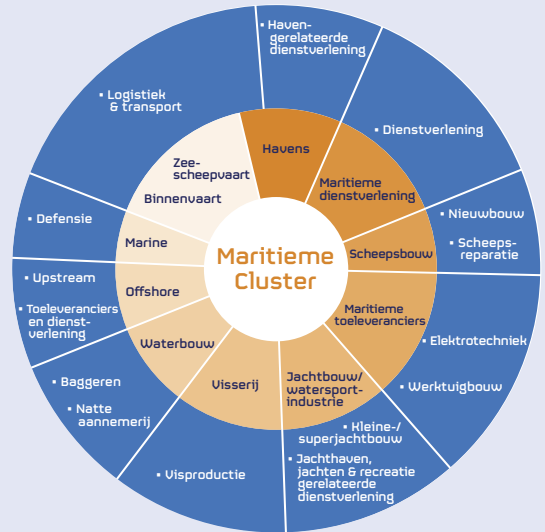 Maritieme
Cluster
Havens
Maritieme
dienstverlening
Scheepsbouw
Maritieme
toeleveranciers
Jachtbouw/
watersport-
industrie
Visserij
Waterbouw
Offshore
Marine
Zee-
scheepvaart
Binnenvaart
▪ Haven-
gerelateerde
dienstverlening
▪ Dienstverlening
▪ Nieuwbouw
▪ Scheeps-
reparatie
▪ Elektrotechniek
▪ Werktuigbouw
▪ Kleine-/
superjachtbouw
▪ Jachthaven,
jachten & recreatie
gerelateerde
dienstverlening
▪ Visproductie
▪ Baggeren
▪ Natte
aannemerij
▪ Upstream
▪ Toeleveranciers
en dienst-
verlening
▪ Defensie
▪ Logistiek
& transport